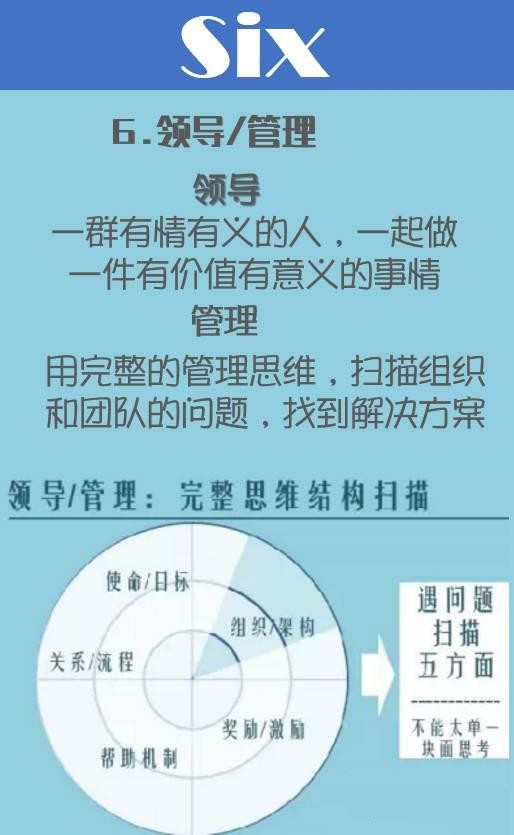 Six
6.领导/管理
领导
一群有情有义的人，一起做
一件有价值有意义的事情
管理
用完整的管理思维，扫描组织
和团队的问题，找到解决方案
领导/管理：完整思维结构扫描
使命/目标
组织/架构
关系/流程
奖励/激励
帮助机制
遇问题
扫描
五方面
不能太单一
块面思考